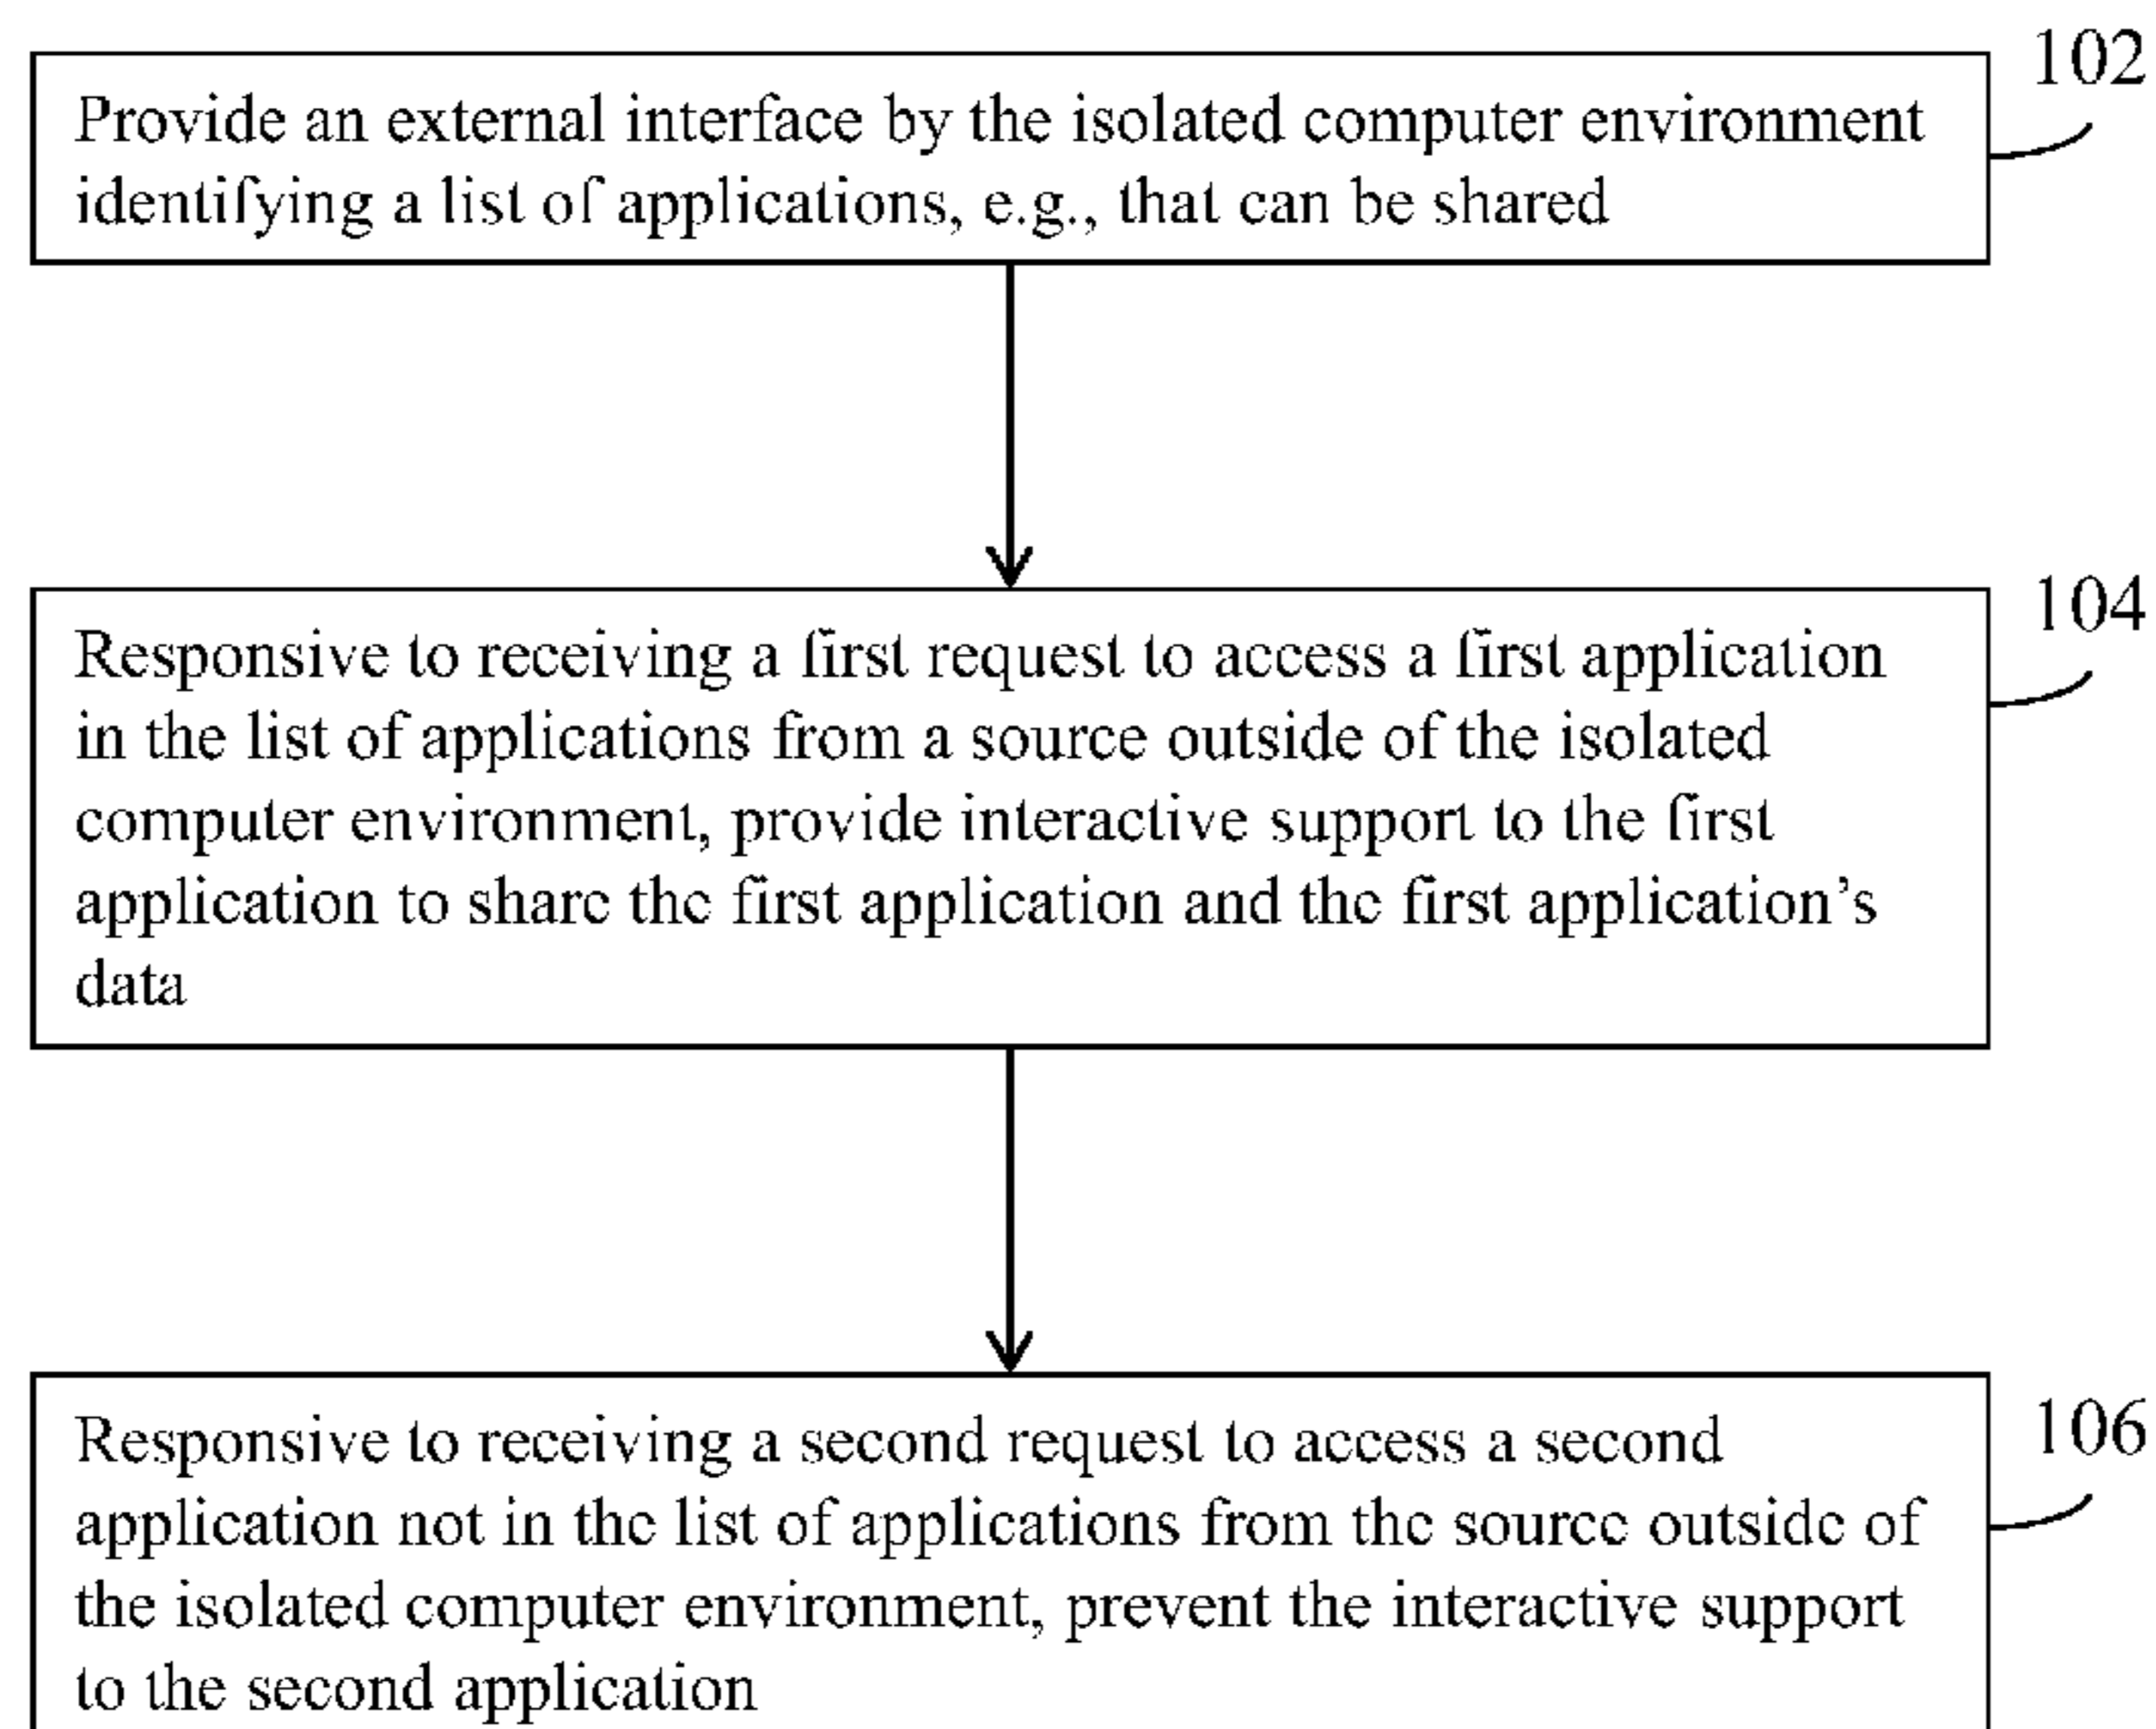 102
Provide an external interface by the isolated computer environment
identifying a list of applications, e.g., that can be shared
104
Responsive to receiving a first request to access a first application
in the list of applications from a source outside of the isolated
computer environment, provide interactive support to the first
application to share the first application and the first application’s
data
106
Responsive to receiving a second request to access a second
application not in the list of applications from the source outside of
the isolated computer environment, prevent the interactive support
to the second application